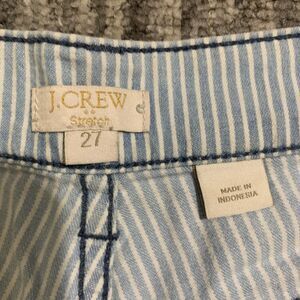 J.CREW
Stretch
27
MADE IN
INDONESIA